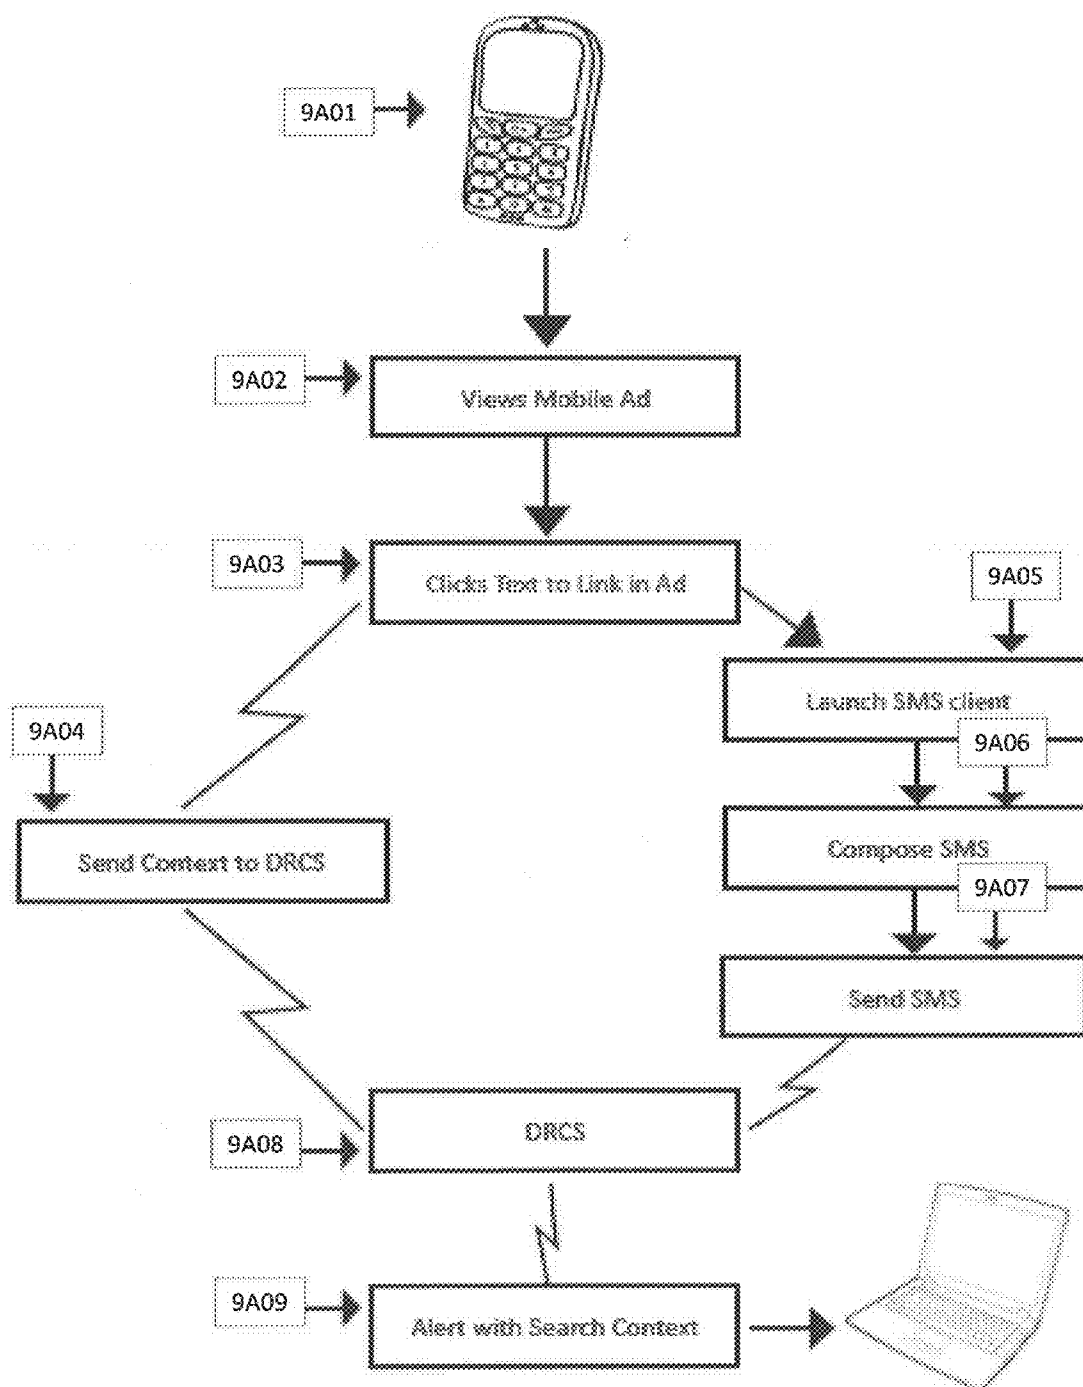 9A01
9A02
Views Mobile Ad
9A03
Clicks Text to Link in Ad
9A05
Launch SMS client
9A04
9A06
Send Context to DRCS
Compose SMS
9A07
Send SMS
DRCS
9A08
9A09
Alert with Search Context